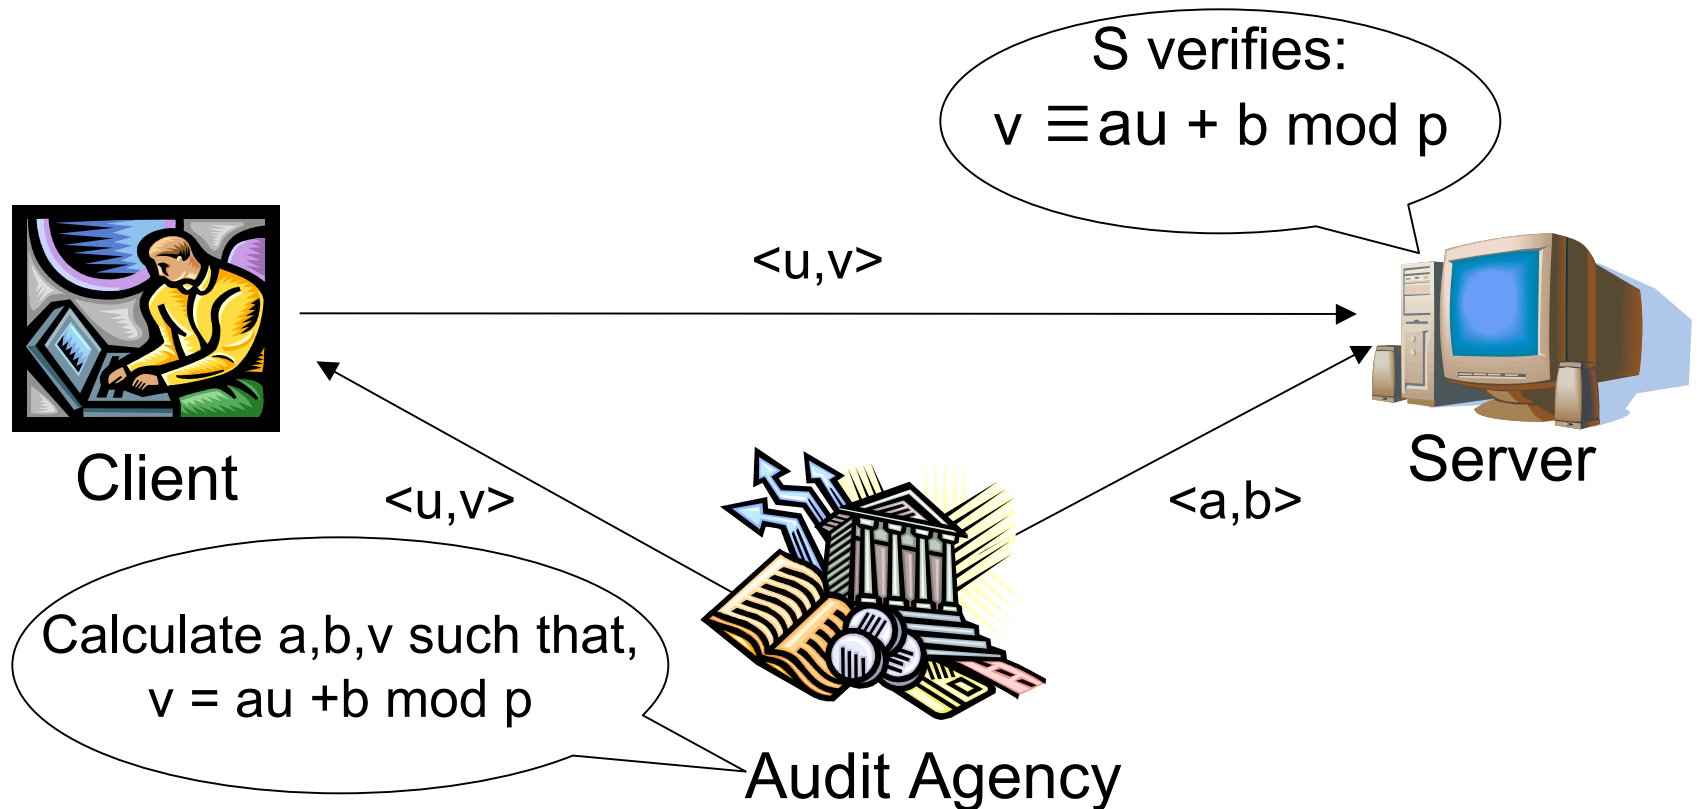 S verifies:
v ≡au + b mod p
<u,v>
Client
Server
<u,v>
<a,b>
Calculate a,b,v such that,
v = au +b mod p
Audit Agency